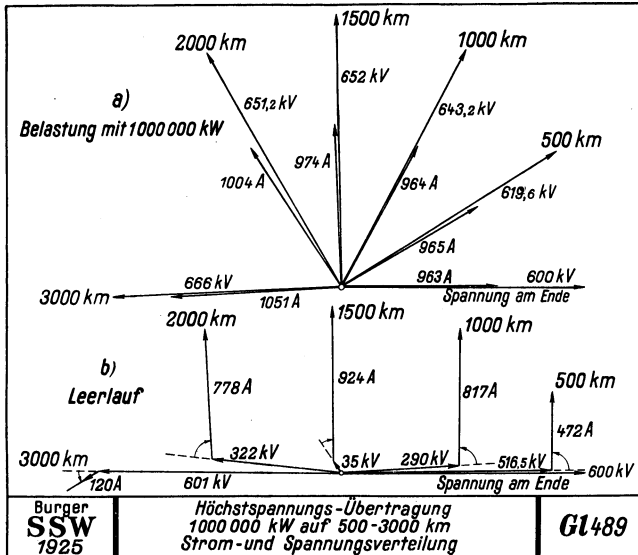 1500 km
2000 km
1000 km
652 kV
a)
651,2 kV
643,2 kV
Belastung mit 1000 000 kW
500 km
974 A
1004 A
964 A
619,6 kV
965 A
666 kV
963 A
600 kV
3000 km
1051 A
Spannung am Ende
2000 km
1500 km
1000 km
b)
Leerlauf
778 A
924 A
817 A
500 km
472 A
3000 km
322 kV
35 kV
290 kV
516,5 kV
120 A
601 kV
600 kV
Spannung am Ende
Burger
SSW
1925
Höchstspannungs-Übertragung
1000 000 kW auf 500-3000 km
Strom-und Spannungsverteilung
Gl 489